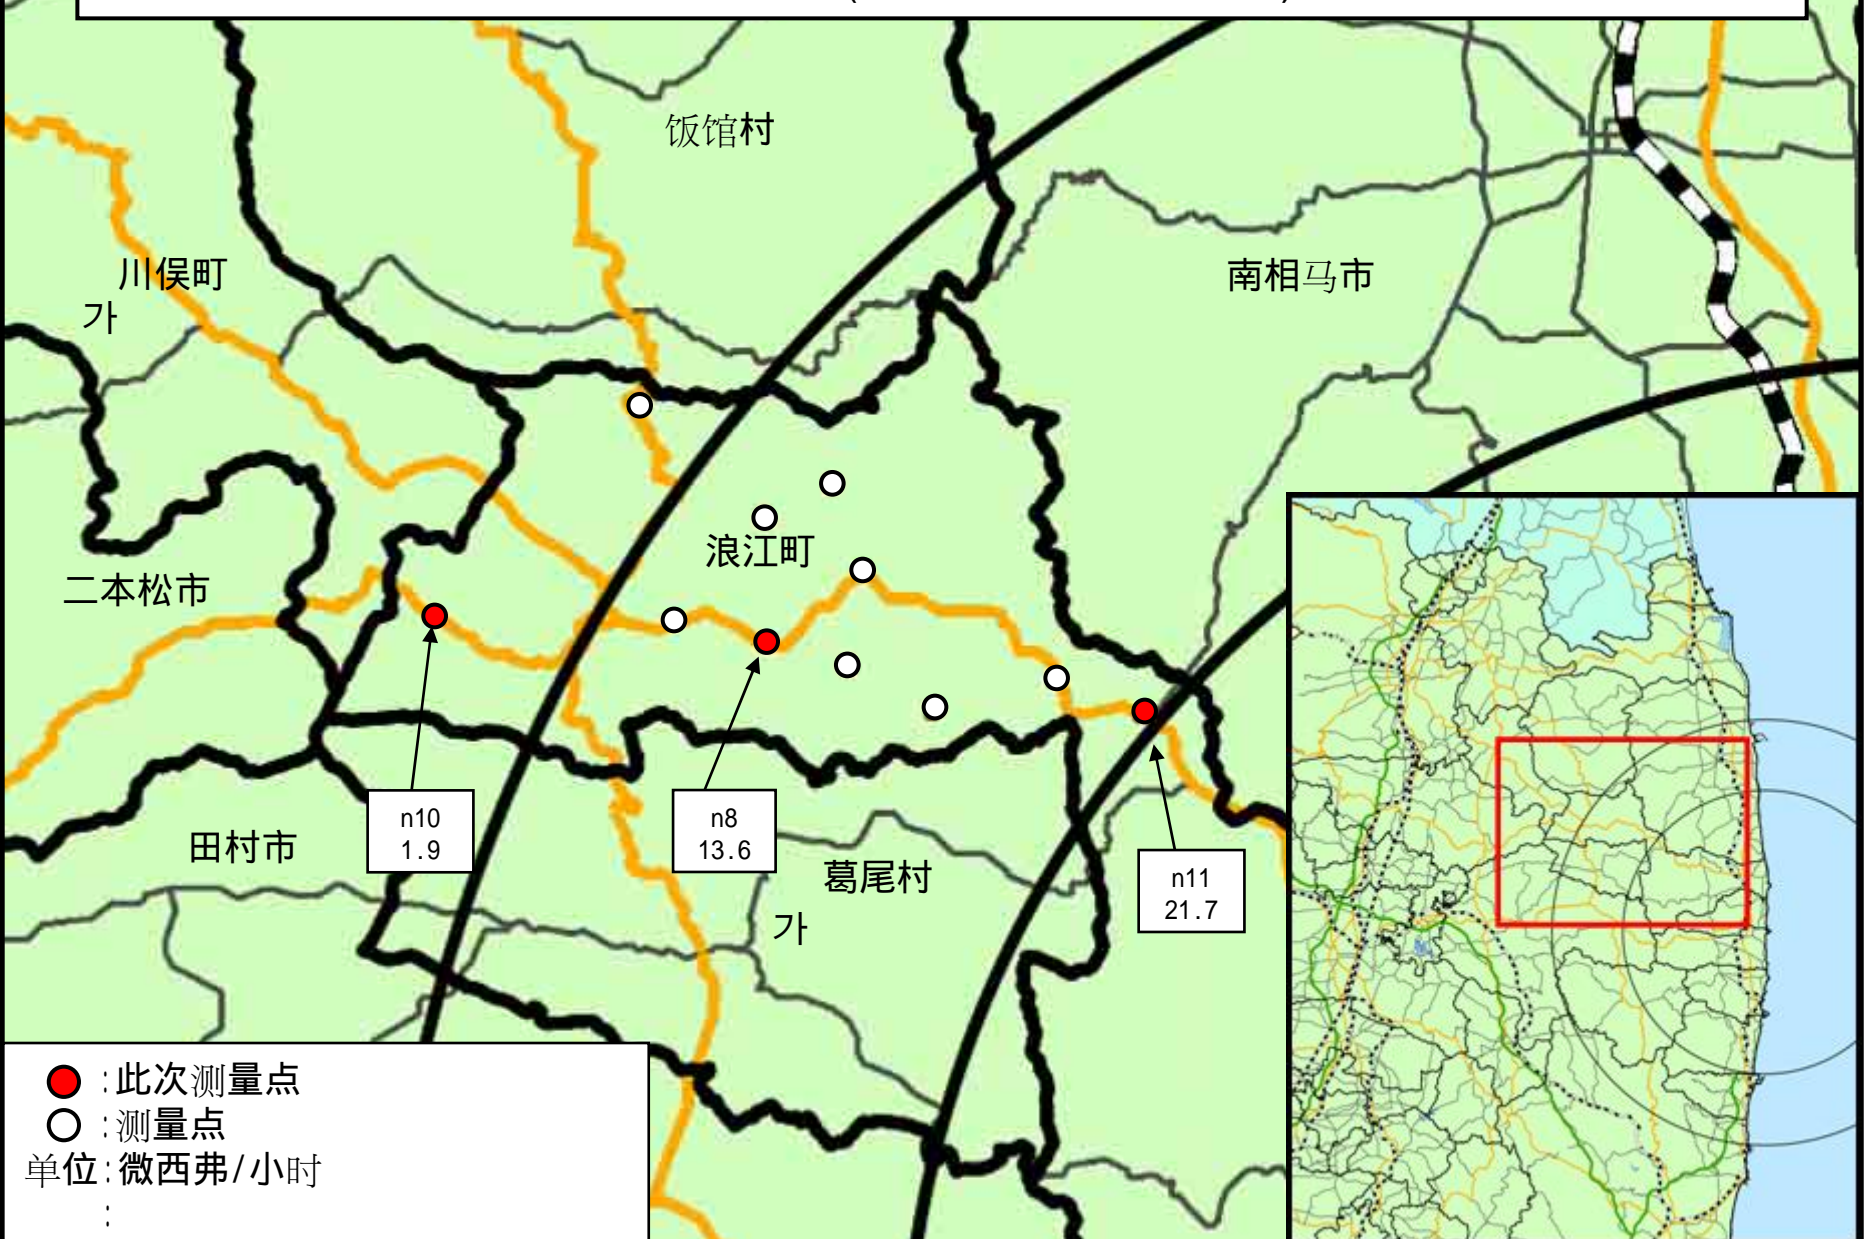 (
)
饭馆村
川俣町
가
南相马市
浪江町
二本松市
n10
1.9
n8
13.6
n11
21.7
田村市
葛尾村
가
:此次测量点
:测量点
单位:微西弗/小时
: